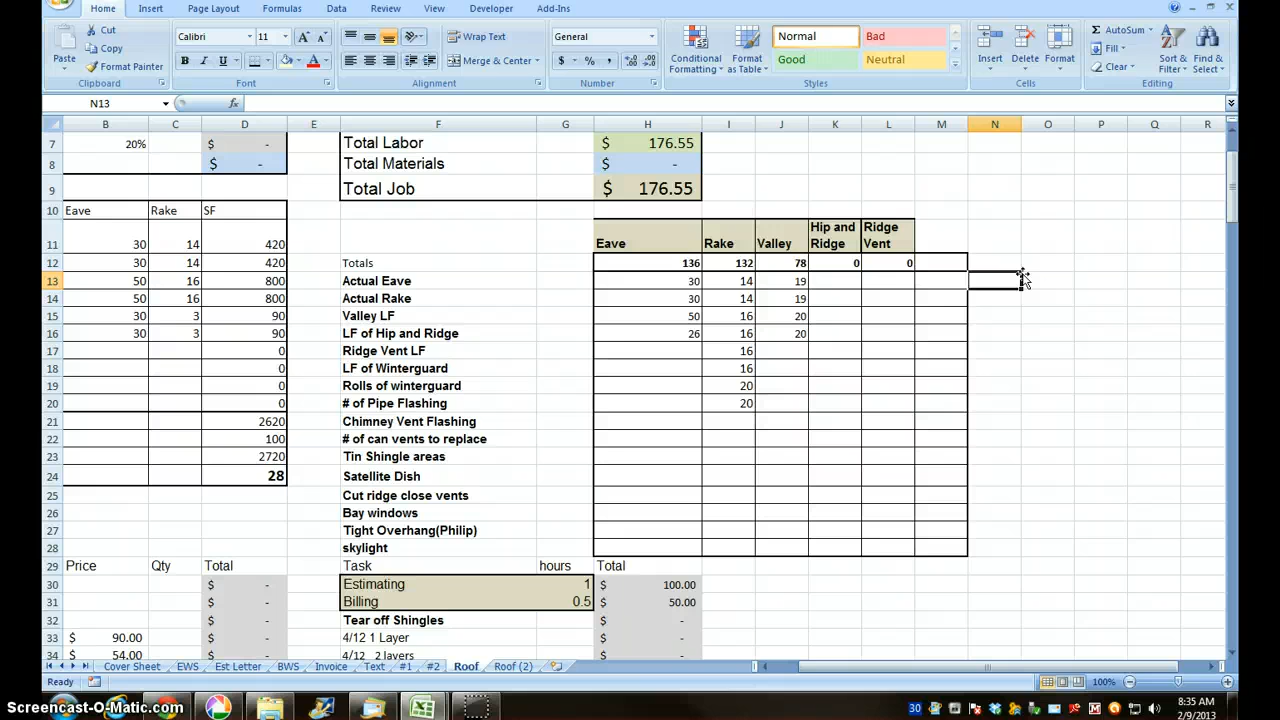 Home Insert Page Layout Formulas Data Review View Developer Add-Ins
Cut Calibri 11 A A Wrap Text General Normal Bad AutoSum
Copy Fill
Paste Format Painter B I U A Merge & Center $ % , Conditional Formatting Format as Table Good Neutral Insert Delete Format Clear Sort & Filter Find & Select
Clipboard Font Alignment Number Styles Cells Editing
N13 fx
B C D E F G H I J K L M N O P Q R
7 20% $ - Total Labor $ 176.55
8 $ - Total Materials $ -
9 Total Job $ 176.55
10 Eave Rake SF
11 30 14 420 Eave Rake Valley Hip and Ridge Ridge Vent
12 30 14 420 Totals 136 132 78 0 0
13 50 16 800 Actual Eave 30 14 19
14 50 16 800 Actual Rake 30 14 19
15 30 3 90 Valley LF 50 16 20
16 30 3 90 LF of Hip and Ridge 26 16 20
17 0 Ridge Vent LF 16
18 0 LF of Winterguard 16
19 0 Rolls of winterguard 20
20 0 # of Pipe Flashing 20
21 2620 Chimney Vent Flashing
22 100 # of can vents to replace
23 2720 Tin Shingle areas
24 28 Satellite Dish
25 Cut ridge close vents
26 Bay windows
27 Tight Overhang(Philip)
28 skylight
29 Price Qty Total Task hours Total
30 $ - Estimating 1 $ 100.00
31 $ - Billing 0.5 $ 50.00
32 $ - Tear off Shingles $ -
33 $ 90.00 $ - 4/12 1 Layer $ -
34 $ 54.00 $ - 4/12 2 layers $ -
Cover Sheet EWS Est Letter BWS Invoice Text #1 #2 Roof Roof (2)
Ready 100%
Screencast-O-Matic.com 30 8:35 AM
2/9/2013